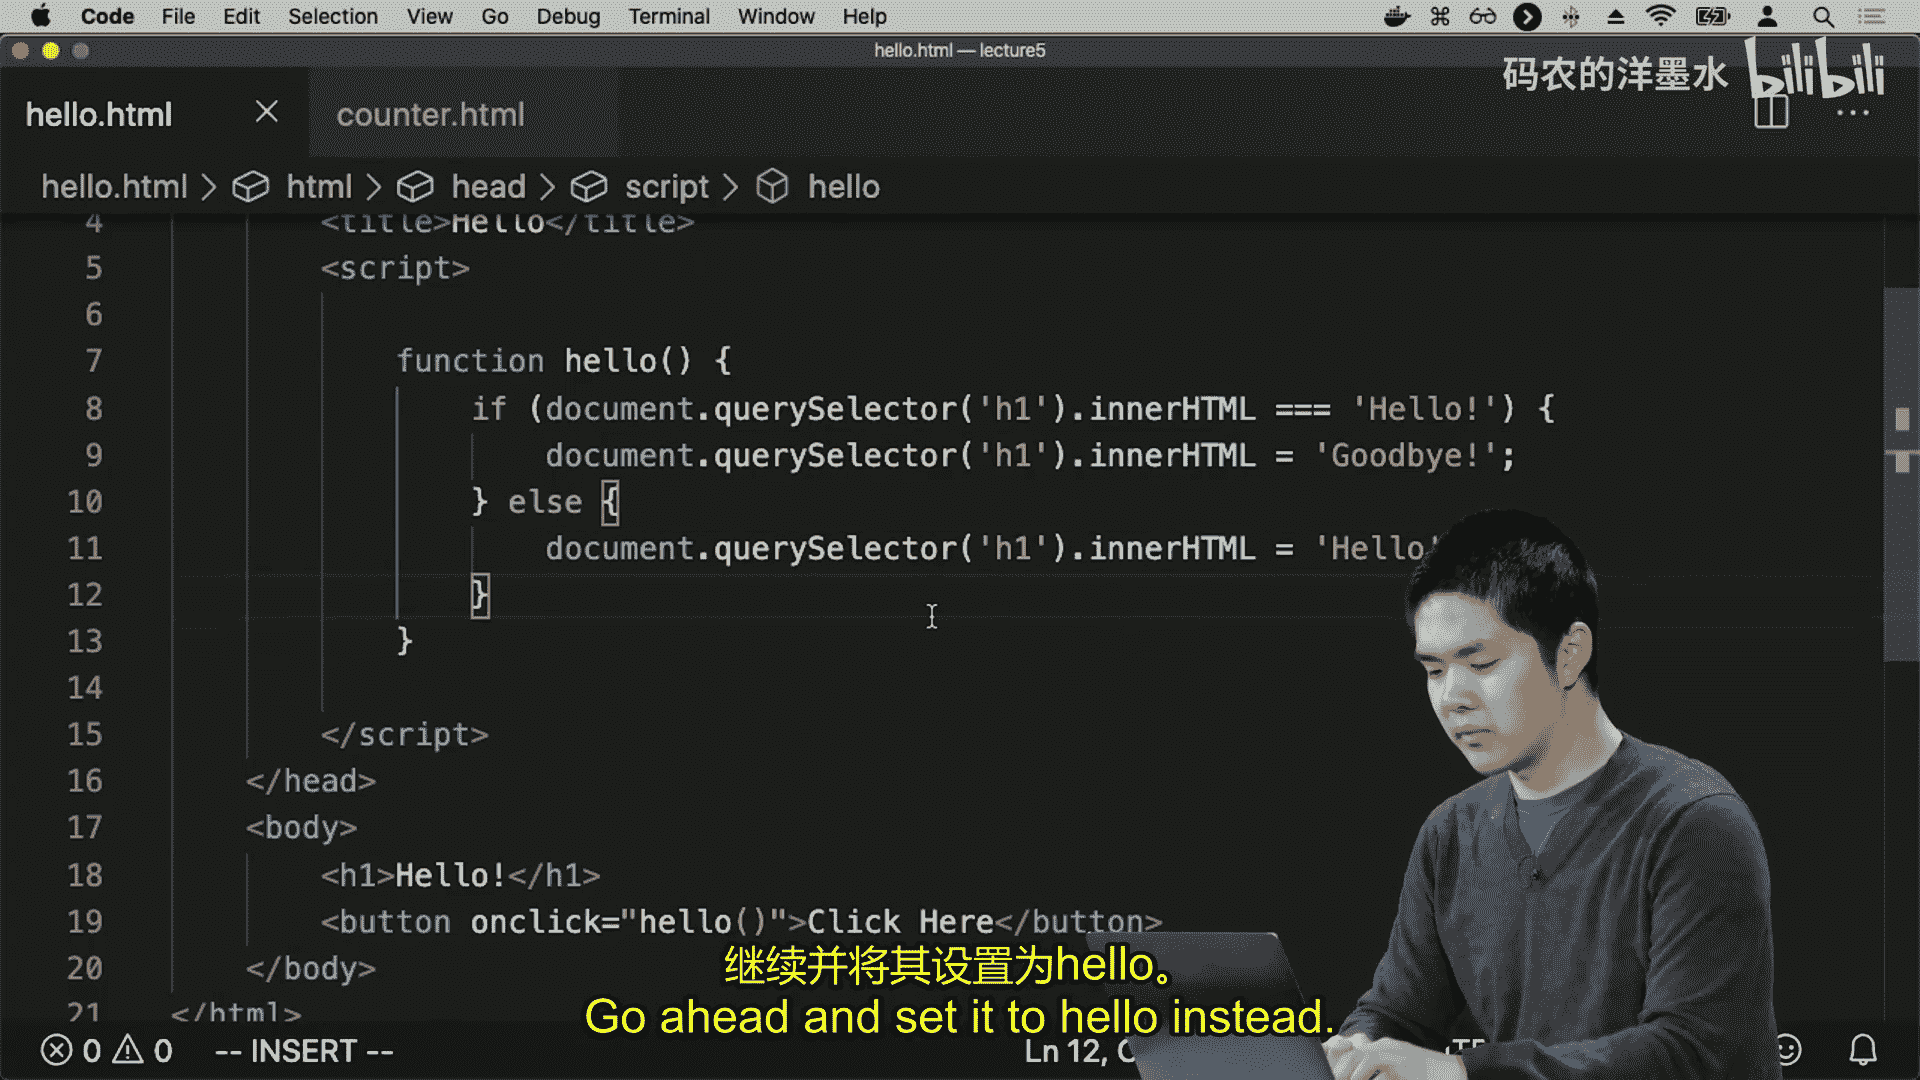 Code File Edit Selection View Go Debug Terminal Window Help
hello.html — lecture5
码农的洋墨水 bilibili
hello.html counter.html
hello.html html head script hello
4 <title>Hello</title>
5 <script>
6
7 function hello() {
8 if (document.querySelector('h1').innerHTML === 'Hello!') {
9 document.querySelector('h1').innerHTML = 'Goodbye!';
10 } else {
11 document.querySelector('h1').innerHTML = 'Hello
12 }
13 }
14
15 </script>
16 </head>
17 <body>
18 <h1>Hello!</h1>
19 <button onclick="hello()">Click Here</button>
20 </body>
21 </html>
继续并将其设置为hello。
Go ahead and set it to hello instead.
0 0 -- INSERT -- Ln 12,